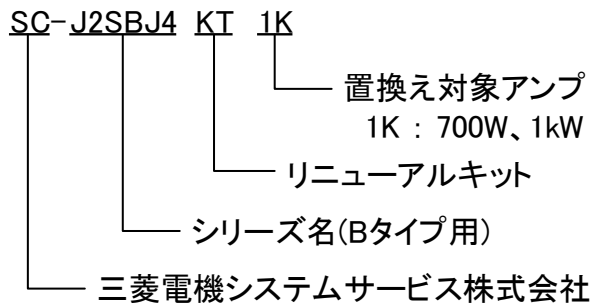 SC-J2SBJ4 KT 1K
置換え対象アンプ
1K : 700W、1kW
リニューアルキット
シリーズ名(Bタイプ用)
三菱電機システムサービス株式会社